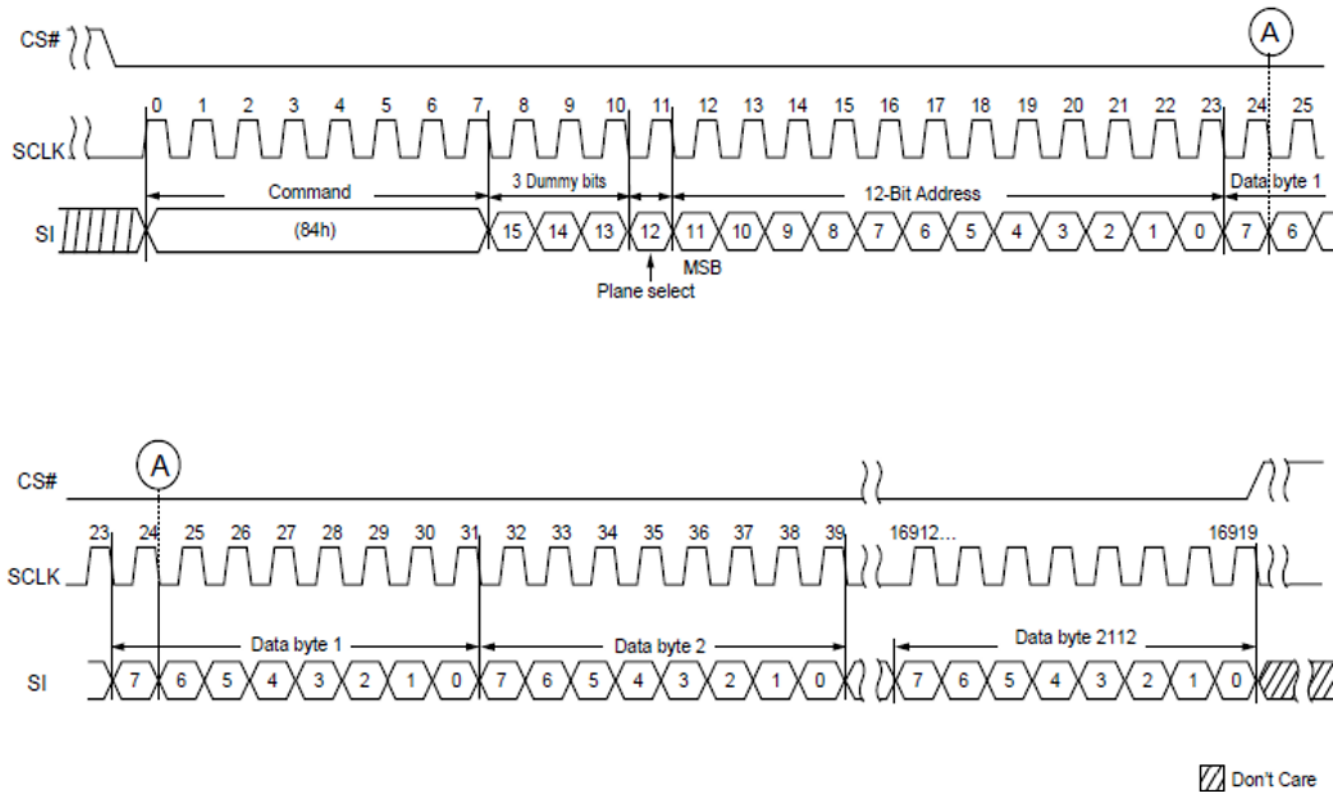 A
CS#
0 1 2 3 4 5 6 7 8 9 10 11 12 13 14 15 16 17 18 19 20 21 22 23 24 25
SCLK
Command 3 Dummy bits 12-Bit Address Data byte 1
SI (84h) 15 14 13 12 11 10 9 8 7 6 5 4 3 2 1 0 7 6
MSB
Plane select
A
CS#
23 24 25 26 27 28 29 30 31 32 33 34 35 36 37 38 39 16912... 16919
SCLK
Data byte 1 Data byte 2 Data byte 2112
SI 7 6 5 4 3 2 1 0 7 6 5 4 3 2 1 0 7 6 5 4 3 2 1 0
Don't Care